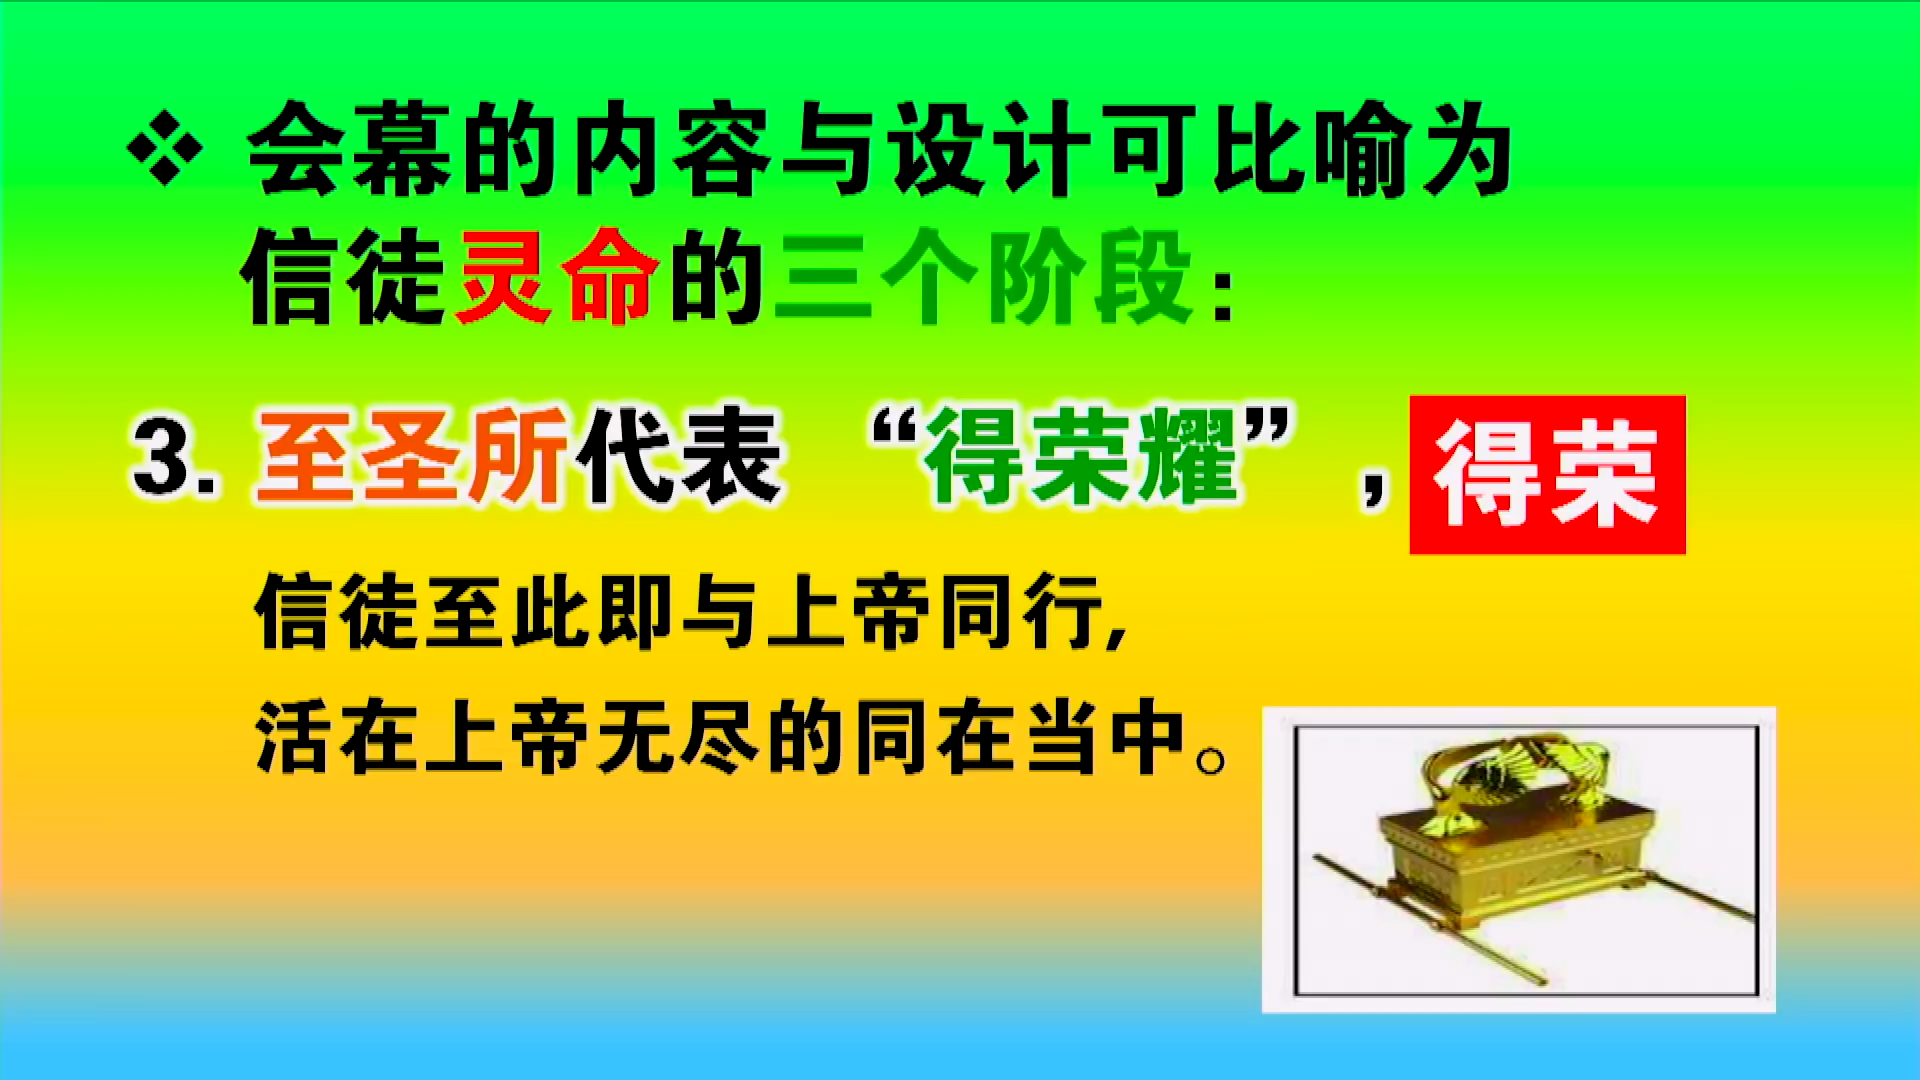 ❖ 会幕的内容与设计可比喻为
信徒灵命的三个阶段：
3. 至圣所代表 “得荣耀”，得荣
信徒至此即与上帝同行,
活在上帝无尽的同在当中。